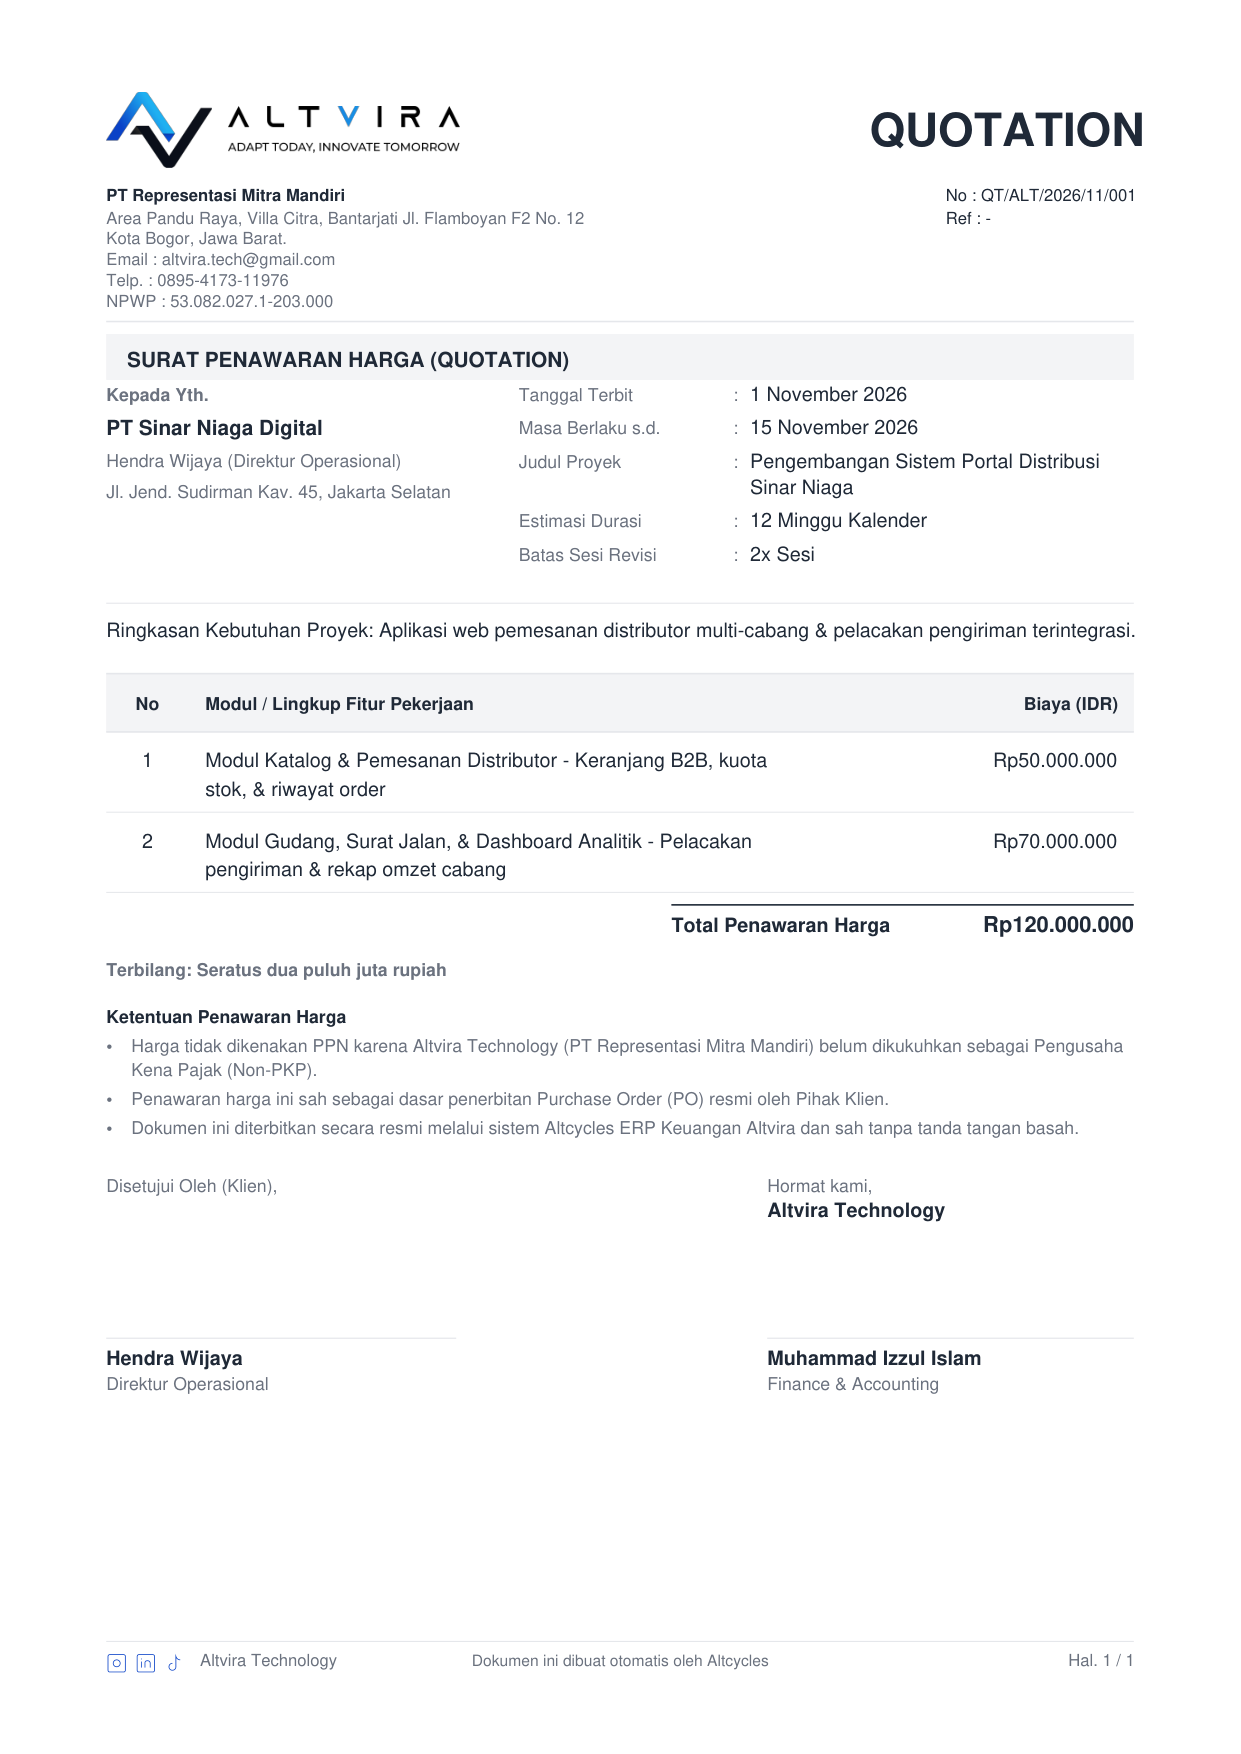 ALTVIRA
ADAPT TODAY, INNOVATE TOMORROW
QUOTATION
PT Representasi Mitra Mandiri
Area Pandu Raya, Villa Citra, Bantarjati Jl. Flamboyan F2 No. 12
Kota Bogor, Jawa Barat.
Email : altvira.tech@gmail.com
Telp. : 0895-4173-11976
NPWP : 53.082.027.1-203.000
No : QT/ALT/2026/11/001
Ref : -
SURAT PENAWARAN HARGA (QUOTATION)
Kepada Yth.
PT Sinar Niaga Digital
Hendra Wijaya (Direktur Operasional)
Jl. Jend. Sudirman Kav. 45, Jakarta Selatan
Tanggal Terbit : 1 November 2026
Masa Berlaku s.d. : 15 November 2026
Judul Proyek : Pengembangan Sistem Portal Distribusi
Sinar Niaga
Estimasi Durasi : 12 Minggu Kalender
Batas Sesi Revisi : 2x Sesi
Ringkasan Kebutuhan Proyek: Aplikasi web pemesanan distributor multi-cabang & pelacakan pengiriman terintegrasi.
No Modul / Lingkup Fitur Pekerjaan Biaya (IDR)
1 Modul Katalog & Pemesanan Distributor - Keranjang B2B, kuota Rp50.000.000
stok, & riwayat order
2 Modul Gudang, Surat Jalan, & Dashboard Analitik - Pelacakan Rp70.000.000
pengiriman & rekap omzet cabang
Total Penawaran Harga Rp120.000.000
Terbilang: Seratus dua puluh juta rupiah
Ketentuan Penawaran Harga
• Harga tidak dikenakan PPN karena Altvira Technology (PT Representasi Mitra Mandiri) belum dikukuhkan sebagai Pengusaha
Kena Pajak (Non-PKP).
• Penawaran harga ini sah sebagai dasar penerbitan Purchase Order (PO) resmi oleh Pihak Klien.
• Dokumen ini diterbitkan secara resmi melalui sistem Altcycles ERP Keuangan Altvira dan sah tanpa tanda tangan basah.
Disetujui Oleh (Klien),
Hormat kami,
Altvira Technology
Hendra Wijaya
Direktur Operasional
Muhammad Izzul Islam
Finance & Accounting
in Altvira Technology Dokumen ini dibuat otomatis oleh Altcycles Hal. 1 / 1